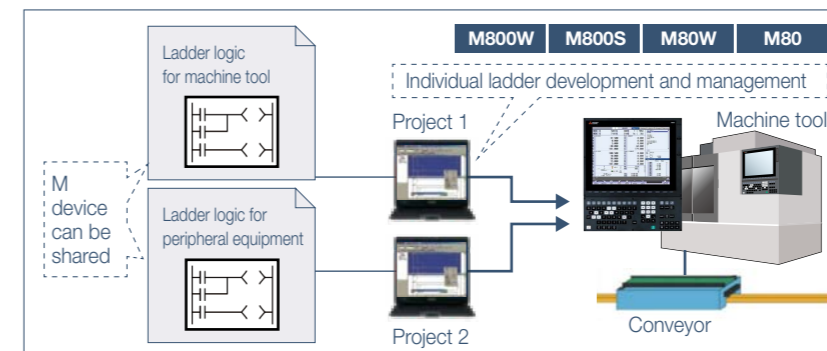 M800W M800S M80W M80
Ladder logic
for machine tool
Individual ladder development and management
Project 1
Machine tool
M
device
can be
shared
Ladder logic for
peripheral equipment
Project 2
Conveyor